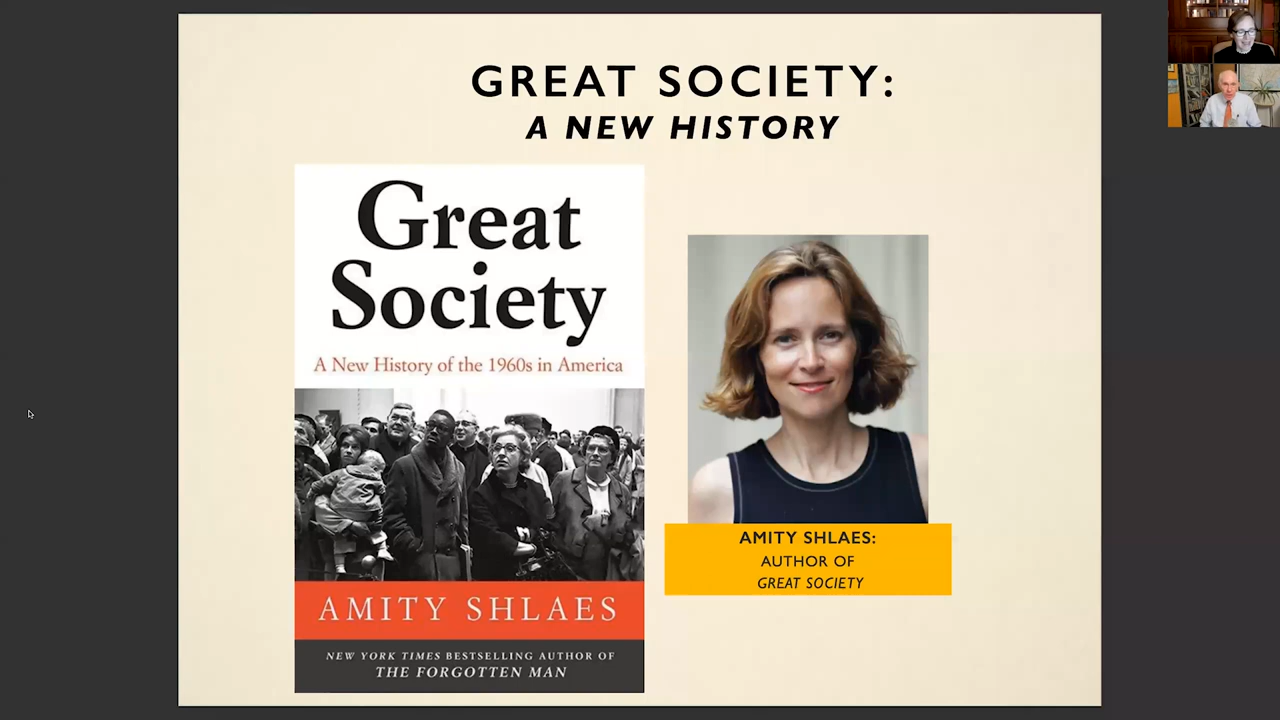 GREAT SOCIETY:
A NEW HISTORY
Great
Society
A New History of the 1960s in America
AMITY SHLAES
NEW YORK TIMES BESTSELLING AUTHOR OF
THE FORGOTTEN MAN
AMITY SHLAES:
AUTHOR OF
GREAT SOCIETY